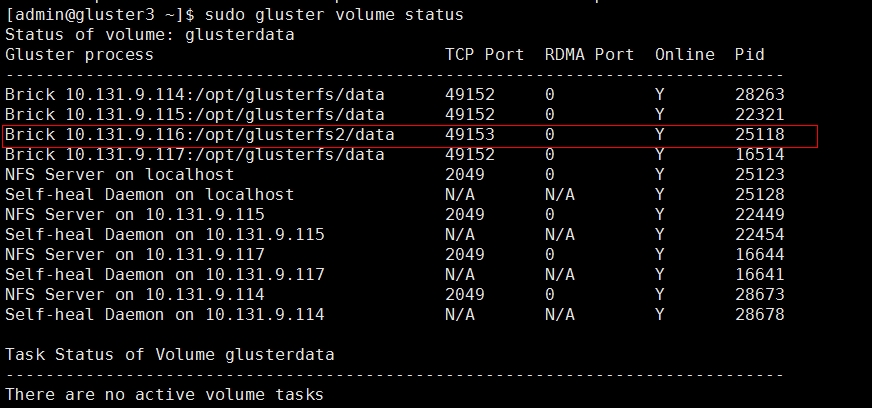 [admin@gluster3 ~]$ sudo gluster volume status
Status of volume: glusterdata
Gluster process                             TCP Port  RDMA Port  Online  Pid
------------------------------------------------------------------------------
Brick 10.131.9.114:/opt/glusterfs/data      49152     0          Y       28263
Brick 10.131.9.115:/opt/glusterfs/data      49152     0          Y       22321
Brick 10.131.9.116:/opt/glusterfs2/data     49153     0          Y       25118
Brick 10.131.9.117:/opt/glusterfs/data      49152     0          Y       16514
NFS Server on localhost                     2049      0          Y       25123
Self-heal Daemon on localhost               N/A       N/A        Y       25128
NFS Server on 10.131.9.115                  2049      0          Y       22449
Self-heal Daemon on 10.131.9.115            N/A       N/A        Y       22454
NFS Server on 10.131.9.117                  2049      0          Y       16644
Self-heal Daemon on 10.131.9.117            N/A       N/A        Y       16641
NFS Server on 10.131.9.114                  2049      0          Y       28673
Self-heal Daemon on 10.131.9.114            N/A       N/A        Y       28678
Task Status of Volume glusterdata
------------------------------------------------------------------------------
There are no active volume tasks